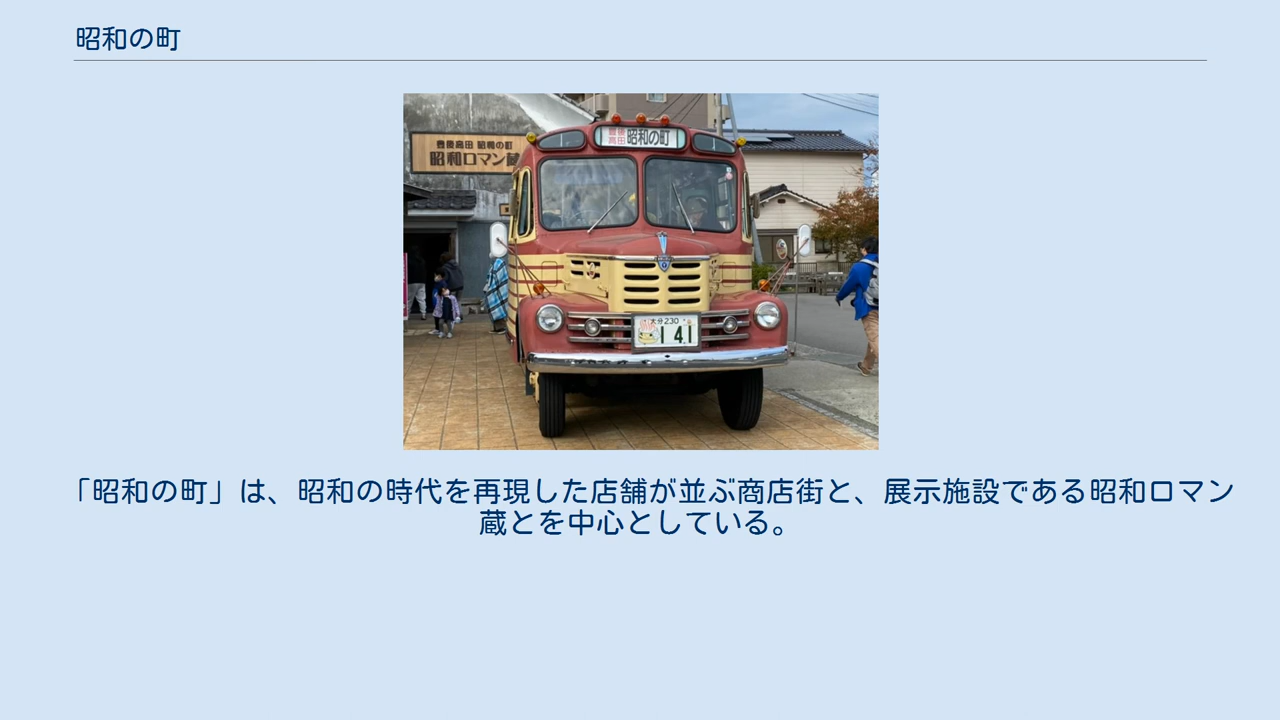 昭和の町
豊後高田 昭和の町
昭和ロマン蔵
豊後
高田
昭和の町
大分230
141
「昭和の町」は、昭和の時代を再現した店舗が並ぶ商店街と、展示施設である昭和ロマン
蔵とを中心としている。